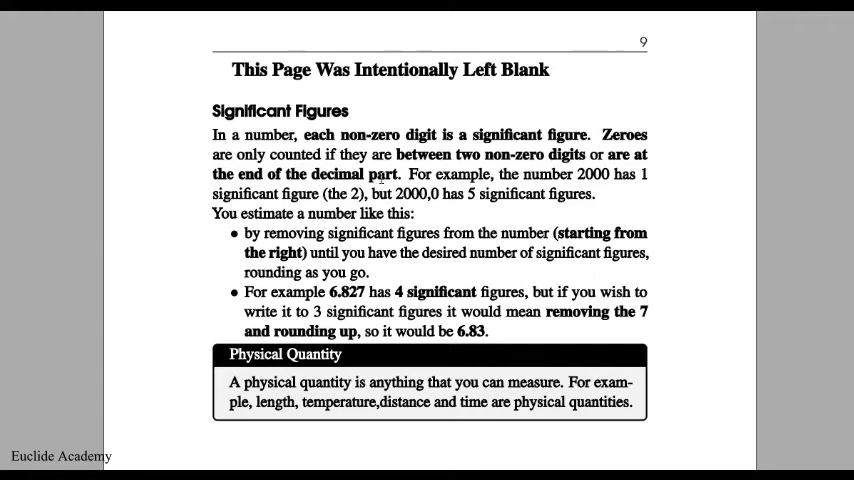 9
This Page Was Intentionally Left Blank
Significant Figures
In a number, each non-zero digit is a significant figure. Zeroes
are only counted if they are between two non-zero digits or are at
the end of the decimal part. For example, the number 2000 has 1
significant figure (the 2), but 2000,0 has 5 significant figures.
You estimate a number like this:
• by removing significant figures from the number (starting from
the right) until you have the desired number of significant figures,
rounding as you go.
• For example 6.827 has 4 significant figures, but if you wish to
write it to 3 significant figures it would mean removing the 7
and rounding up, so it would be 6.83.
Physical Quantity
A physical quantity is anything that you can measure. For exam-
ple, length, temperature,distance and time are physical quantities.
Euclide Academy